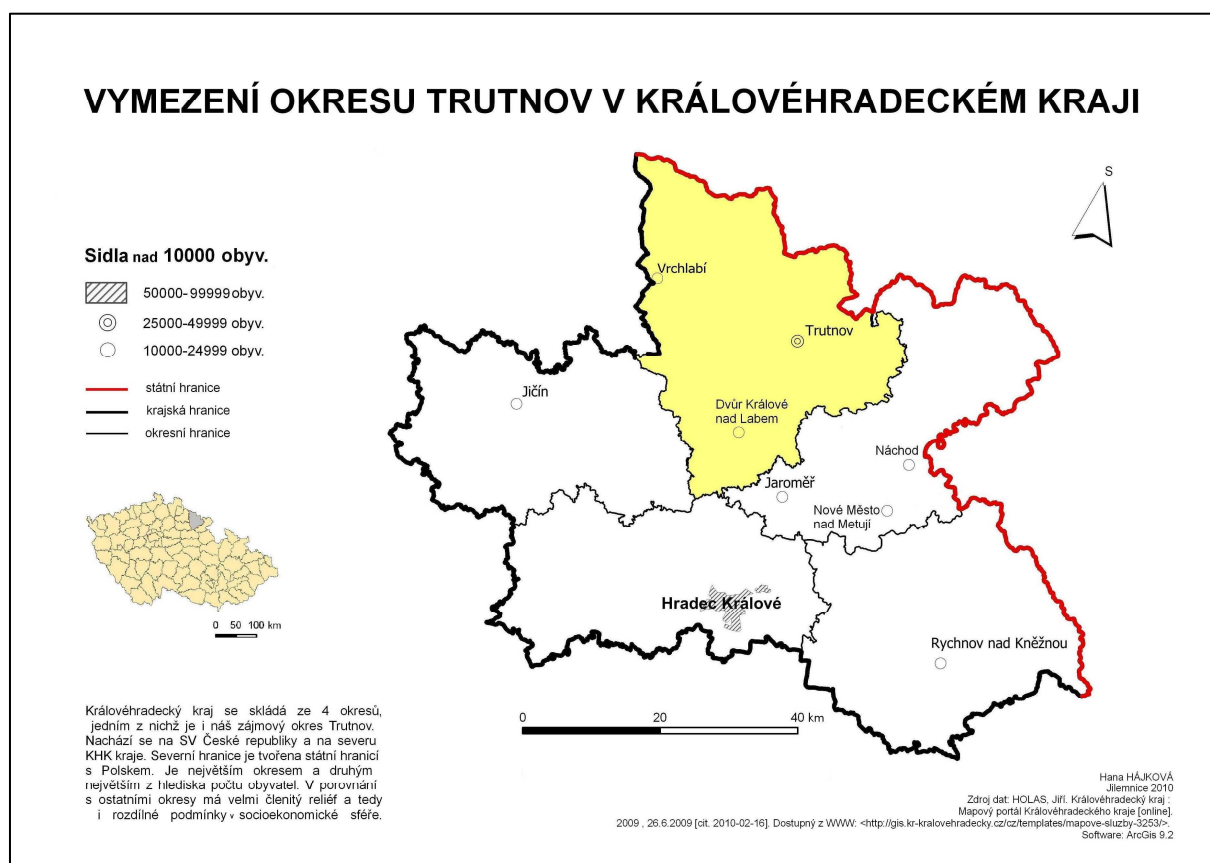 VYMEZENÍ OKRESU TRUTNOV V KRÁLOVÉHRADECKÉM KRAJI
S
Sídla nad 10000 obyv.
50000-99999 obyv.
25000-49999 obyv.
10000-24999 obyv.
státní hranice
krajská hranice
okresní hranice
Vrchlabí
Trutnov
Jičín
Dvůr Králové
nad Labem
Náchod
Jaroměř
Nové Město
nad Metují
Hradec Králové
Rychnov nad Kněžnou
0 50 100 km
0 20 40 km
Královéhradecký kraj se skládá ze 4 okresů,
jedním z nichž je i náš zájmový okres Trutnov.
Nachází se na SV České republiky a na severu
KHK kraje. Severní hranice je tvořena státní hranicí
s Polskem. Je největším okresem a druhým
největším z hlediska počtu obyvatel. V porovnání
s ostatními okresy má velmi členitý reliéf a tedy
i rozdílné podmínky v socioekonomické sféře.
Hana HÁJKOVÁ
Jilemnice 2010
Zdroj dat: HOLAS, Jiří. Královéhradecký kraj :
Mapový portál Královéhradeckého kraje [online].
2009 , 26.6.2009 [cit. 2010-02-16]. Dostupný z WWW: <http://gis.kr-kralovehradecky.cz/cz/templates/mapove-sluzby-3253/>.
Software: ArcGis 9.2